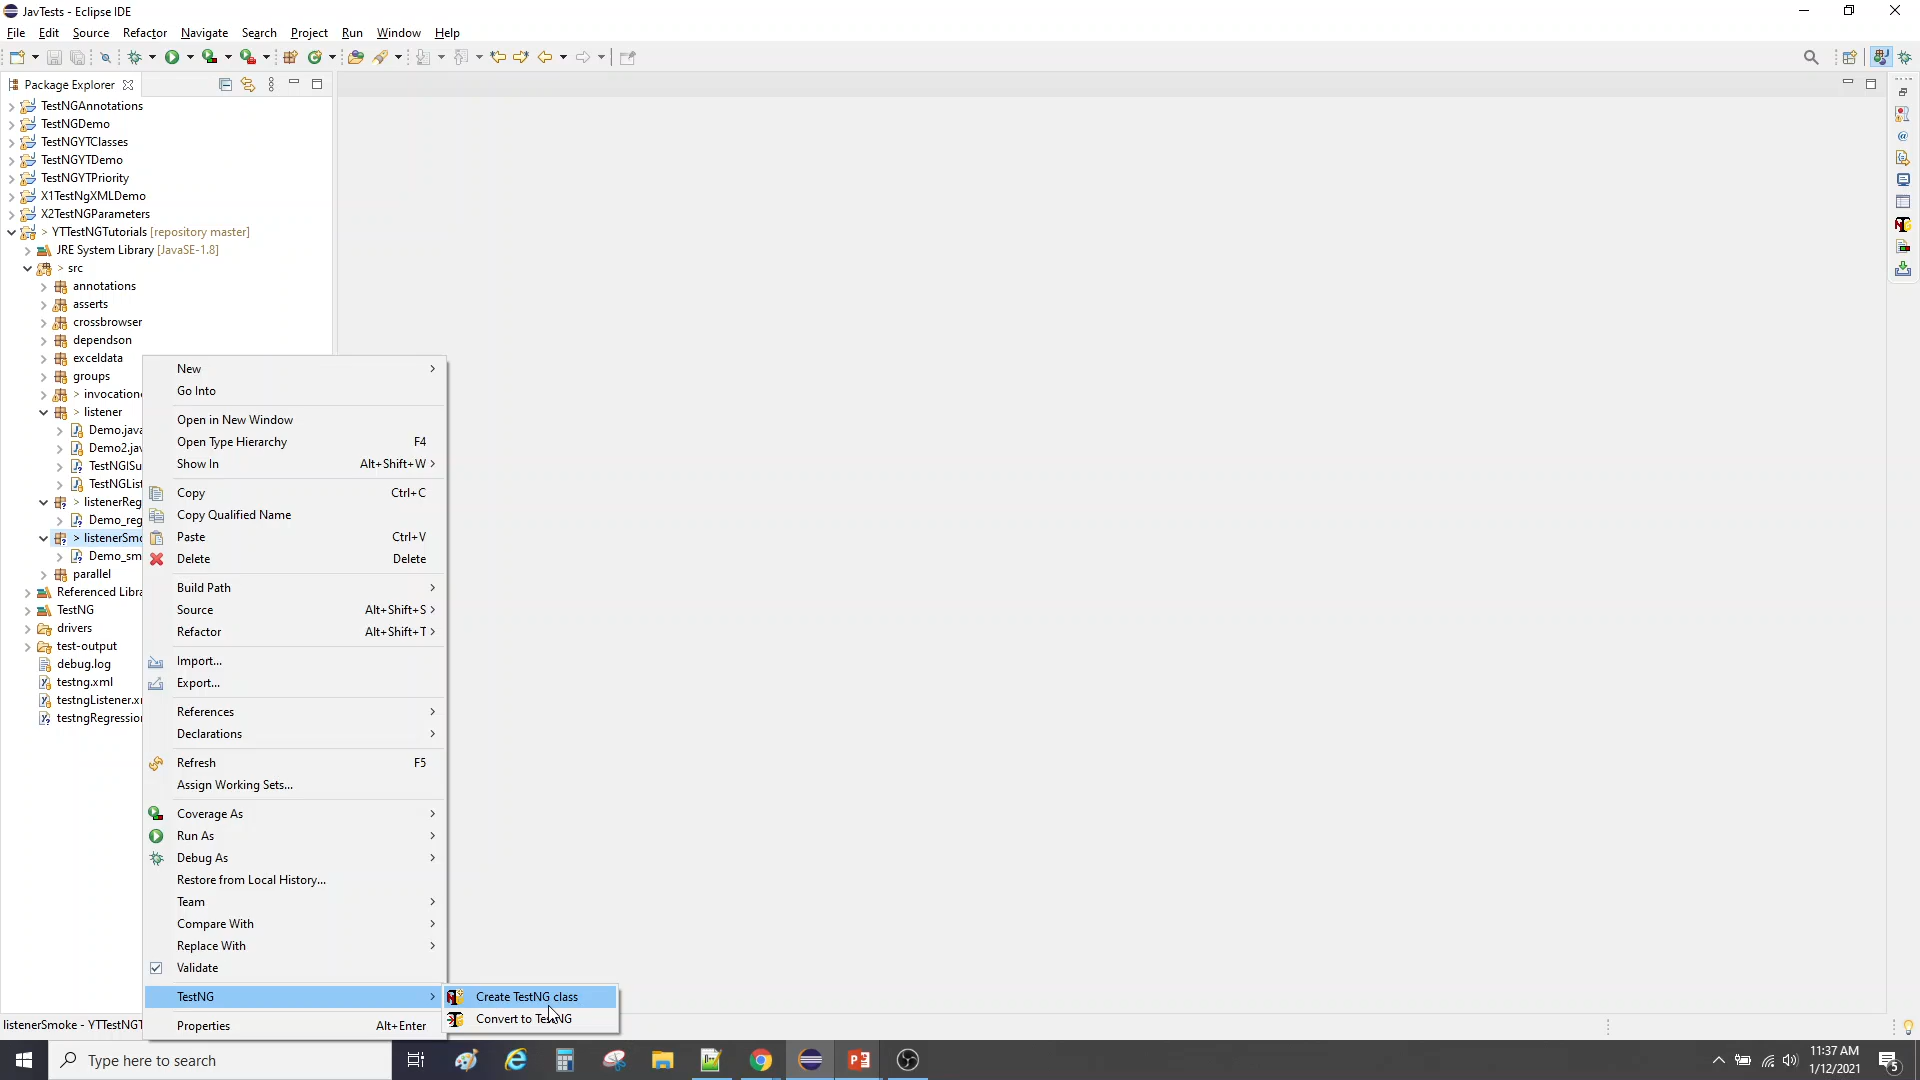 JavTests - Eclipse IDE
File Edit Source Refactor Navigate Search Project Run Window Help
Package Explorer
TestNGAnnotations
TestNGDemo
TestNGYTClasses
TestNGYTDemo
TestNGYTPriority
X1TestNgXMLDemo
X2TestNGParameters
> YTTestNGTutorials [repository master]
JRE System Library [JavaSE-1.8]
> src
annotations
asserts
crossbrowser
dependson
exceldata
groups
> invocation
> listener
Demo.java
Demo2.jav
TestNGISu
TestNGList
> listenerReg
Demo_reg
> listenerSmo
Demo_sm
parallel
Referenced Libra
TestNG
drivers
test-output
debug.log
testng.xml
testngListener.x
testngRegression
New
Go Into
Open in New Window
Open Type Hierarchy F4
Show In Alt+Shift+W
Copy Ctrl+C
Copy Qualified Name
Paste Ctrl+V
Delete Delete
Build Path
Source Alt+Shift+S
Refactor Alt+Shift+T
Import...
Export...
References
Declarations
Refresh F5
Assign Working Sets...
Coverage As
Run As
Debug As
Restore from Local History...
Team
Compare With
Replace With
Validate
TestNG
Properties Alt+Enter
Create TestNG class
Convert to TestNG
listenerSmoke - YTTestNGT
Type here to search
11:37 AM
1/12/2021
5